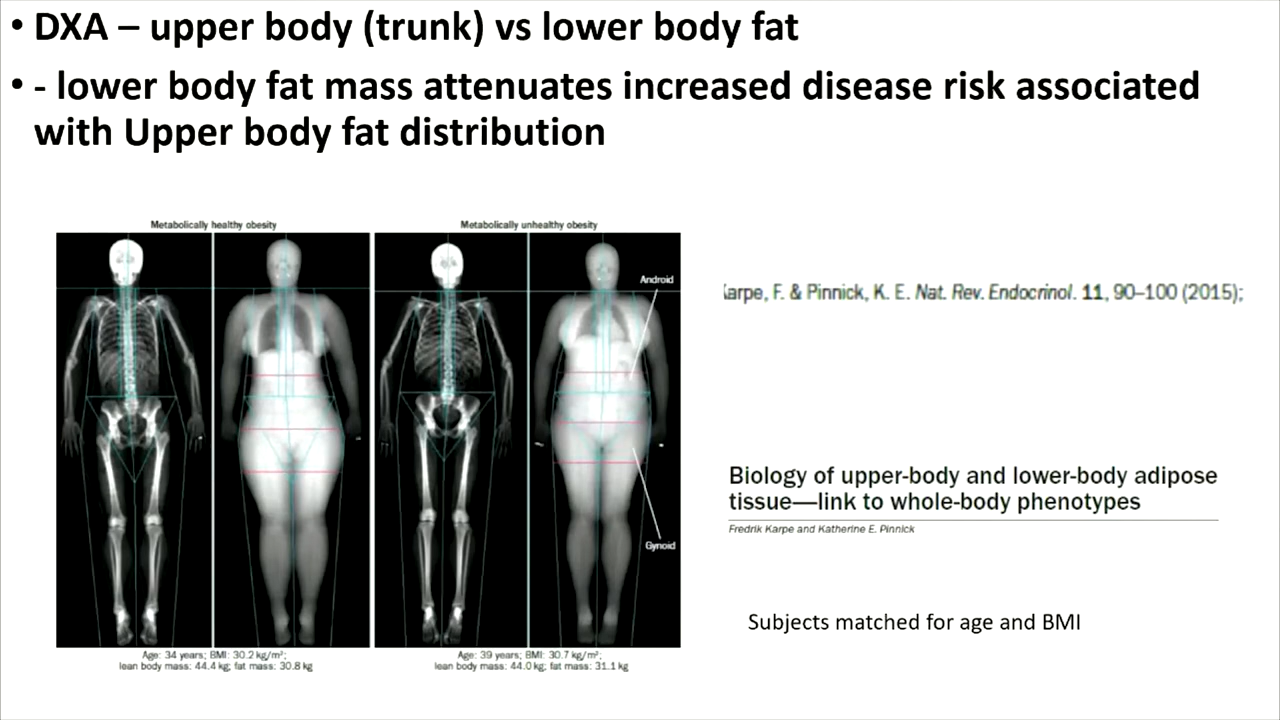 • DXA – upper body (trunk) vs lower body fat
• - lower body fat mass attenuates increased disease risk associated
with Upper body fat distribution
Metabolically healthy obesity
Metabolically unhealthy obesity
Android
Karpe, F. & Pinnick, K. E. Nat. Rev. Endocrinol. 11, 90–100 (2015);
Biology of upper-body and lower-body adipose
tissue—link to whole-body phenotypes
Fredrik Karpe and Katherine E. Pinnick
Gynoid
Subjects matched for age and BMI
Age: 34 years; BMI: 30.2 kg/m²;
lean body mass: 44.4 kg; fat mass: 30.8 kg
Age: 39 years; BMI: 30.7 kg/m²;
lean body mass: 44.0 kg; fat mass: 31.1 kg